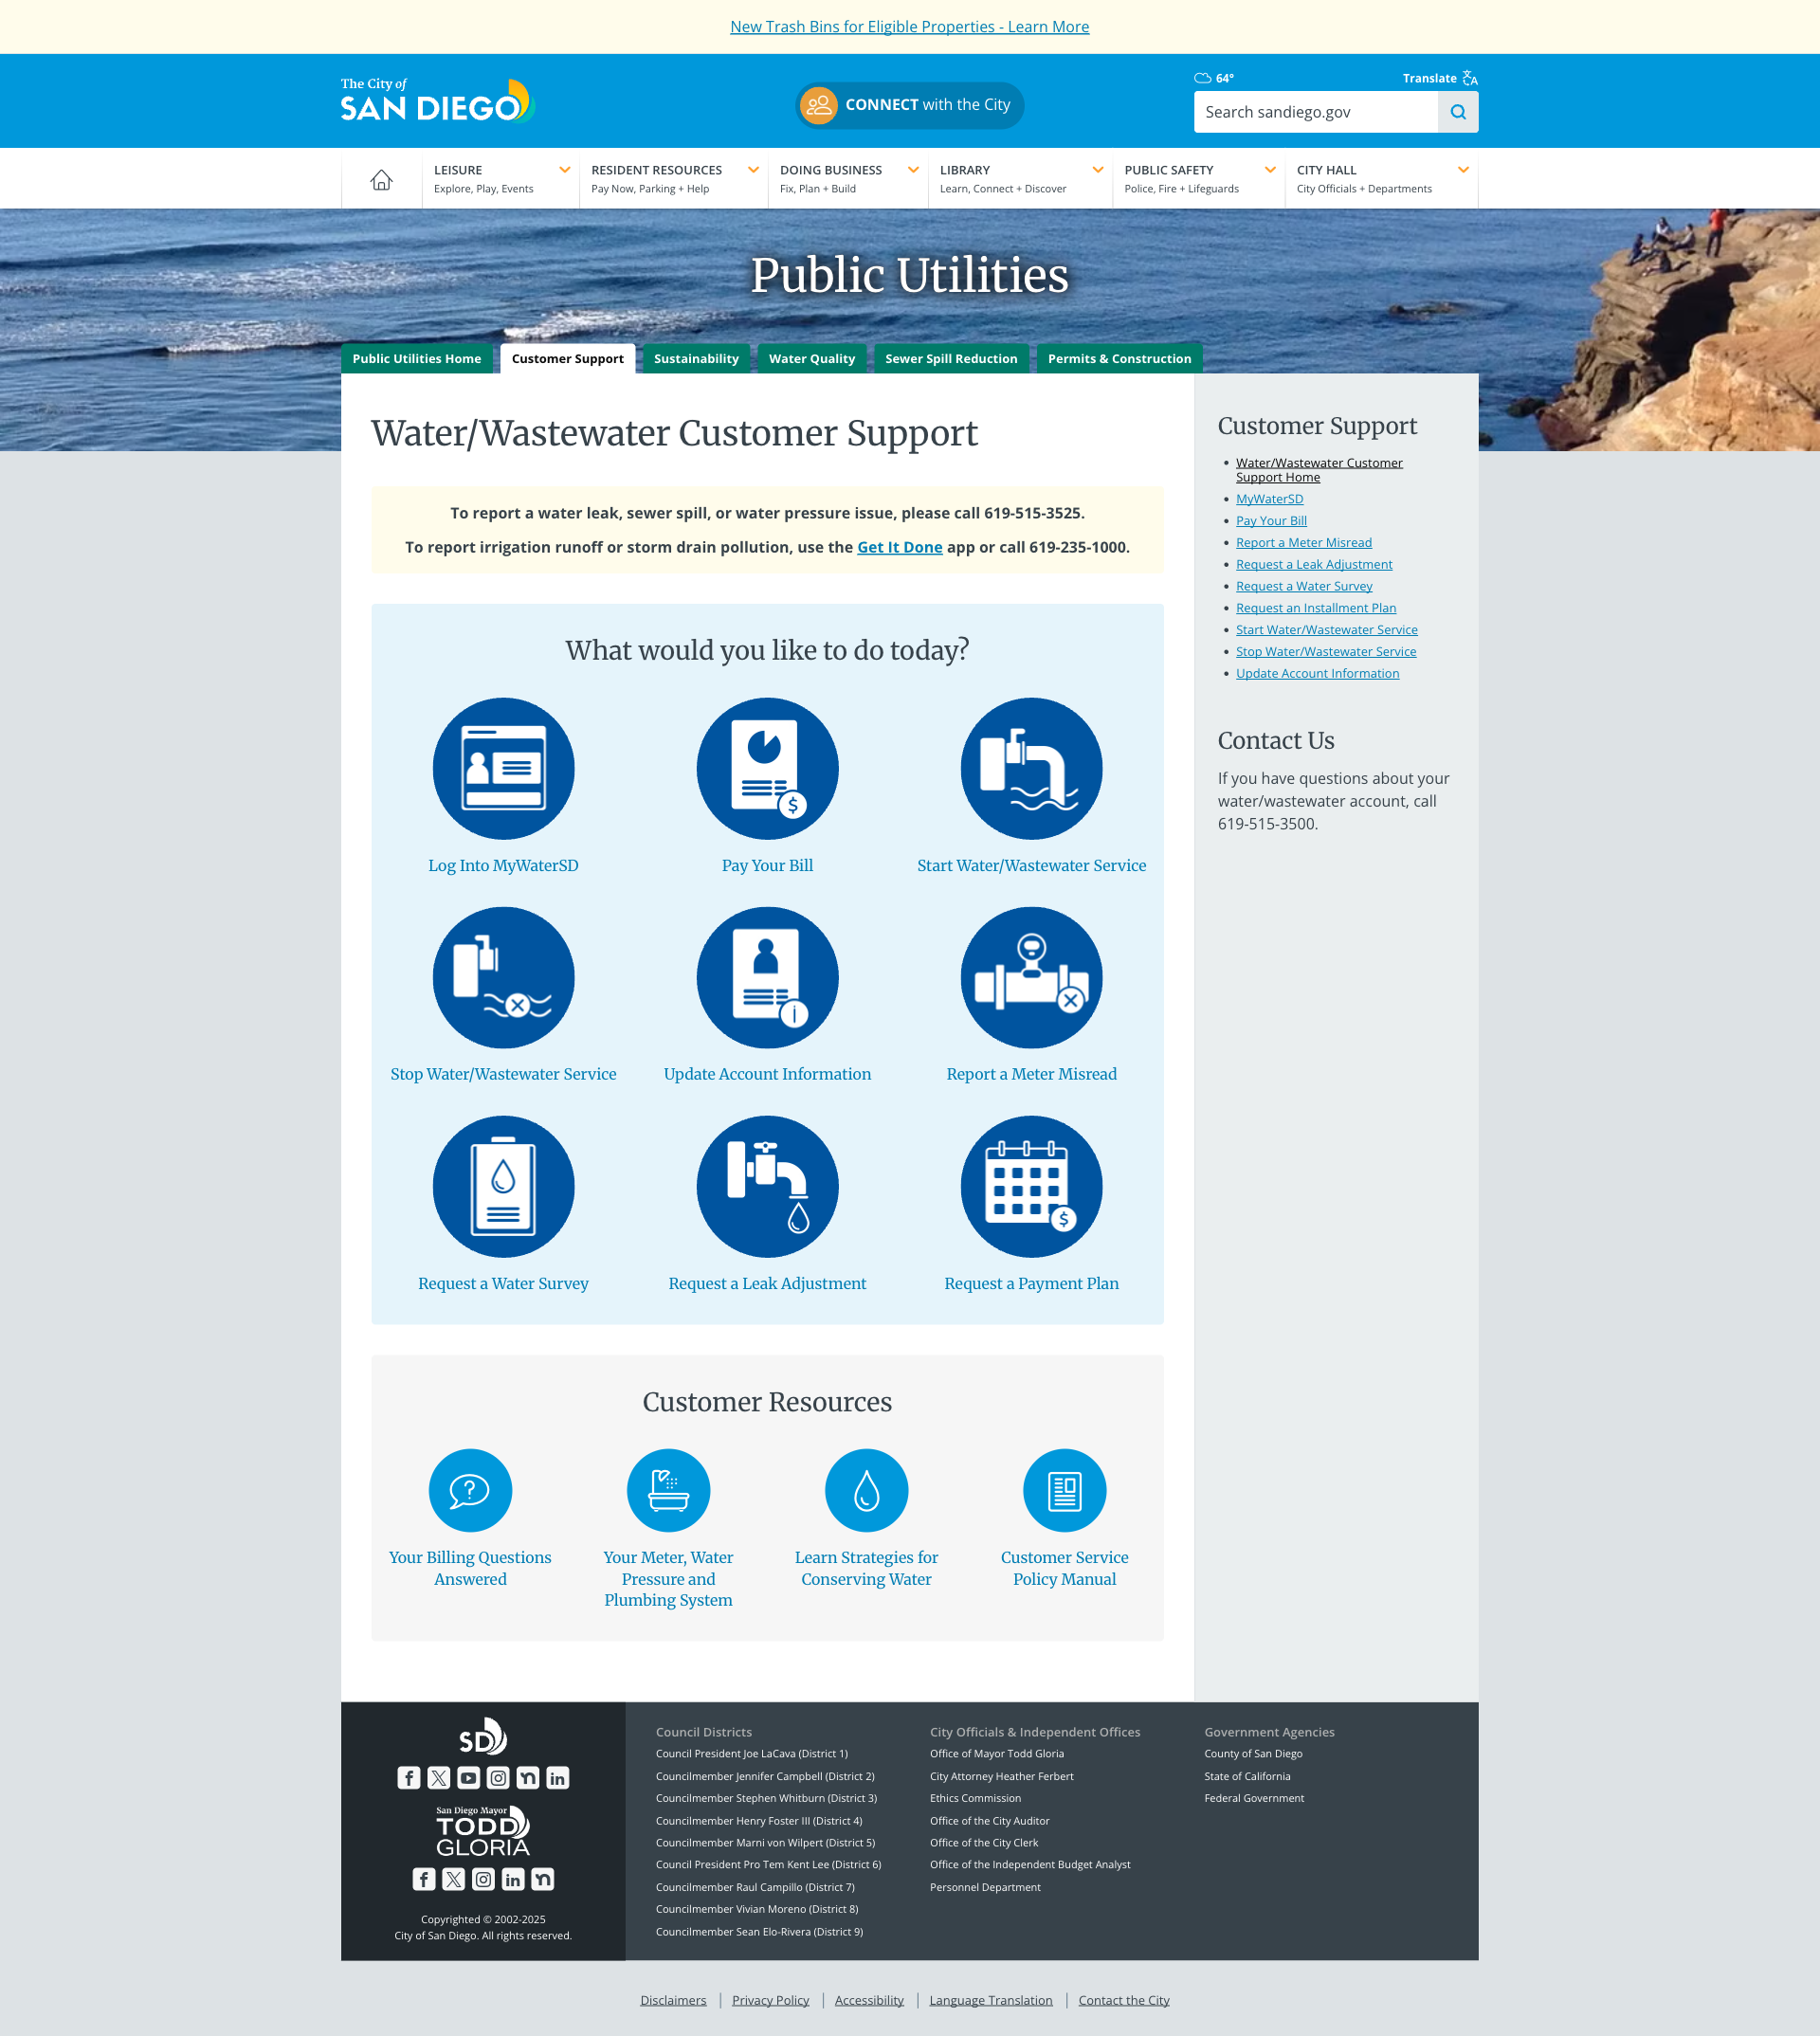 New Trash Bins for Eligible Properties - Learn More
The City of
SAN DIEGO
CONNECT with the City
64°
Translate
Search sandiego.gov
LEISURE
Explore, Play, Events
RESIDENT RESOURCES
Pay Now, Parking + Help
DOING BUSINESS
Fix, Plan + Build
LIBRARY
Learn, Connect + Discover
PUBLIC SAFETY
Police, Fire + Lifeguards
CITY HALL
City Officials + Departments
Public Utilities
Public Utilities Home
Customer Support
Sustainability
Water Quality
Sewer Spill Reduction
Permits & Construction
Water/Wastewater Customer Support
To report a water leak, sewer spill, or water pressure issue, please call 619-515-3525.
To report irrigation runoff or storm drain pollution, use the Get It Done app or call 619-235-1000.
What would you like to do today?
Log Into MyWaterSD
Pay Your Bill
Start Water/Wastewater Service
Stop Water/Wastewater Service
Update Account Information
Report a Meter Misread
Request a Water Survey
Request a Leak Adjustment
Request a Payment Plan
Customer Resources
Your Billing Questions
Answered
Your Meter, Water
Pressure and
Plumbing System
Learn Strategies for
Conserving Water
Customer Service
Policy Manual
Customer Support
Water/Wastewater Customer
Support Home
MyWaterSD
Pay Your Bill
Report a Meter Misread
Request a Leak Adjustment
Request a Water Survey
Request an Installment Plan
Start Water/Wastewater Service
Stop Water/Wastewater Service
Update Account Information
Contact Us
If you have questions about your
water/wastewater account, call
619-515-3500.
SD
San Diego Mayor
TODD
GLORIA
Copyrighted © 2002-2025
City of San Diego. All rights reserved.
Council Districts
Council President Joe LaCava (District 1)
Councilmember Jennifer Campbell (District 2)
Councilmember Stephen Whitburn (District 3)
Councilmember Henry Foster III (District 4)
Councilmember Marni von Wilpert (District 5)
Council President Pro Tem Kent Lee (District 6)
Councilmember Raul Campillo (District 7)
Councilmember Vivian Moreno (District 8)
Councilmember Sean Elo-Rivera (District 9)
City Officials & Independent Offices
Office of Mayor Todd Gloria
City Attorney Heather Ferbert
Ethics Commission
Office of the City Auditor
Office of the City Clerk
Office of the Independent Budget Analyst
Personnel Department
Government Agencies
County of San Diego
State of California
Federal Government
Disclaimers
Privacy Policy
Accessibility
Language Translation
Contact the City